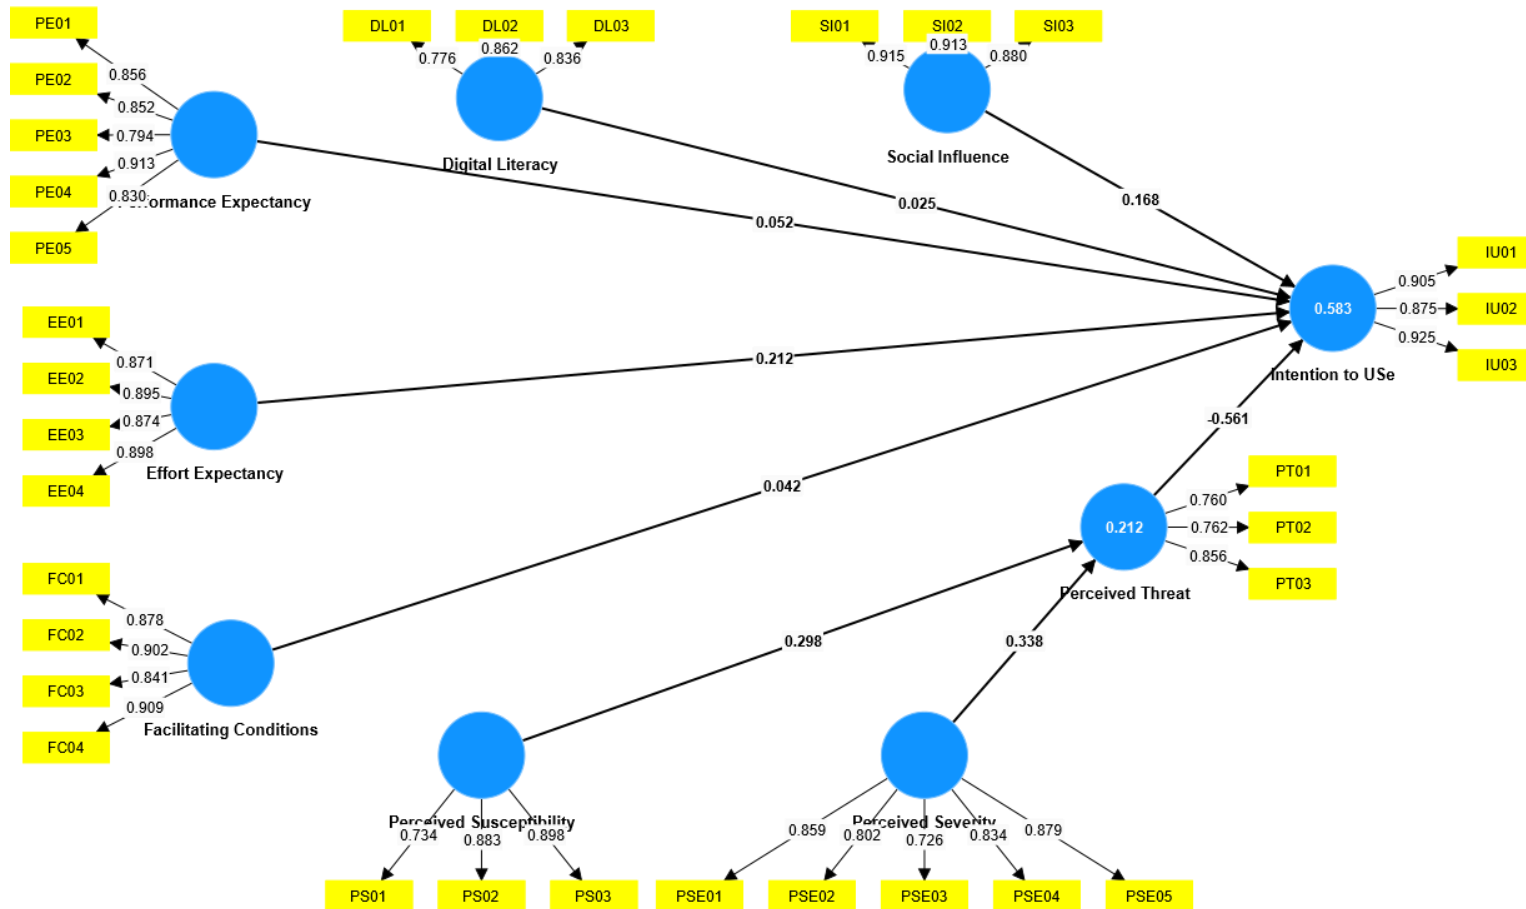 PE01
PE02
PE03
PE04
PE05
0.856
0.852
0.794
0.913
0.830
Performance Expectancy
DL01
DL02
DL03
0.776
0.862
0.836
Digital Literacy
SI01
SI02
SI03
0.915
0.913
0.880
Social Influence
0.052
0.025
0.168
EE01
EE02
EE03
EE04
0.871
0.895
0.874
0.898
Effort Expectancy
0.212
0.583
Intention to USe
0.905
0.875
0.925
IU01
IU02
IU03
-0.561
FC01
FC02
FC03
FC04
0.878
0.902
0.841
0.909
Facilitating Conditions
0.042
0.212
Perceived Threat
0.760
0.762
0.856
PT01
PT02
PT03
0.298
0.338
Perceived Susceptibility
0.734
0.883
0.898
PS01
PS02
PS03
Perceived Severity
0.859
0.802
0.726
0.834
0.879
PSE01
PSE02
PSE03
PSE04
PSE05